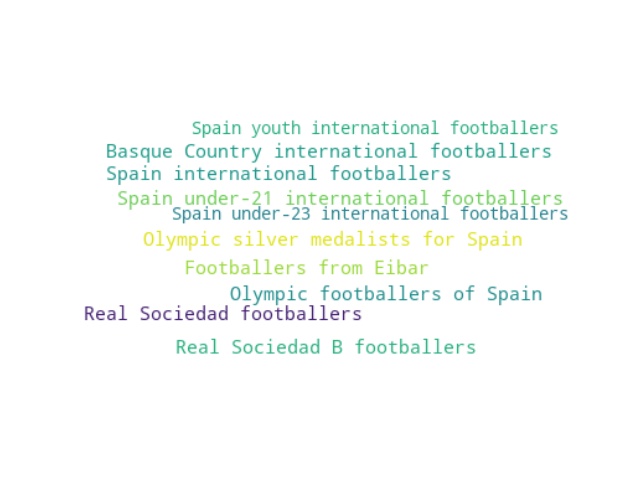 Spain youth international footballers
Basque Country international footballers
Spain international footballers
Spain under-21 international footballers
Spain under-23 international footballers
Olympic silver medalists for Spain
Footballers from Eibar
Olympic footballers of Spain
Real Sociedad footballers
Real Sociedad B footballers